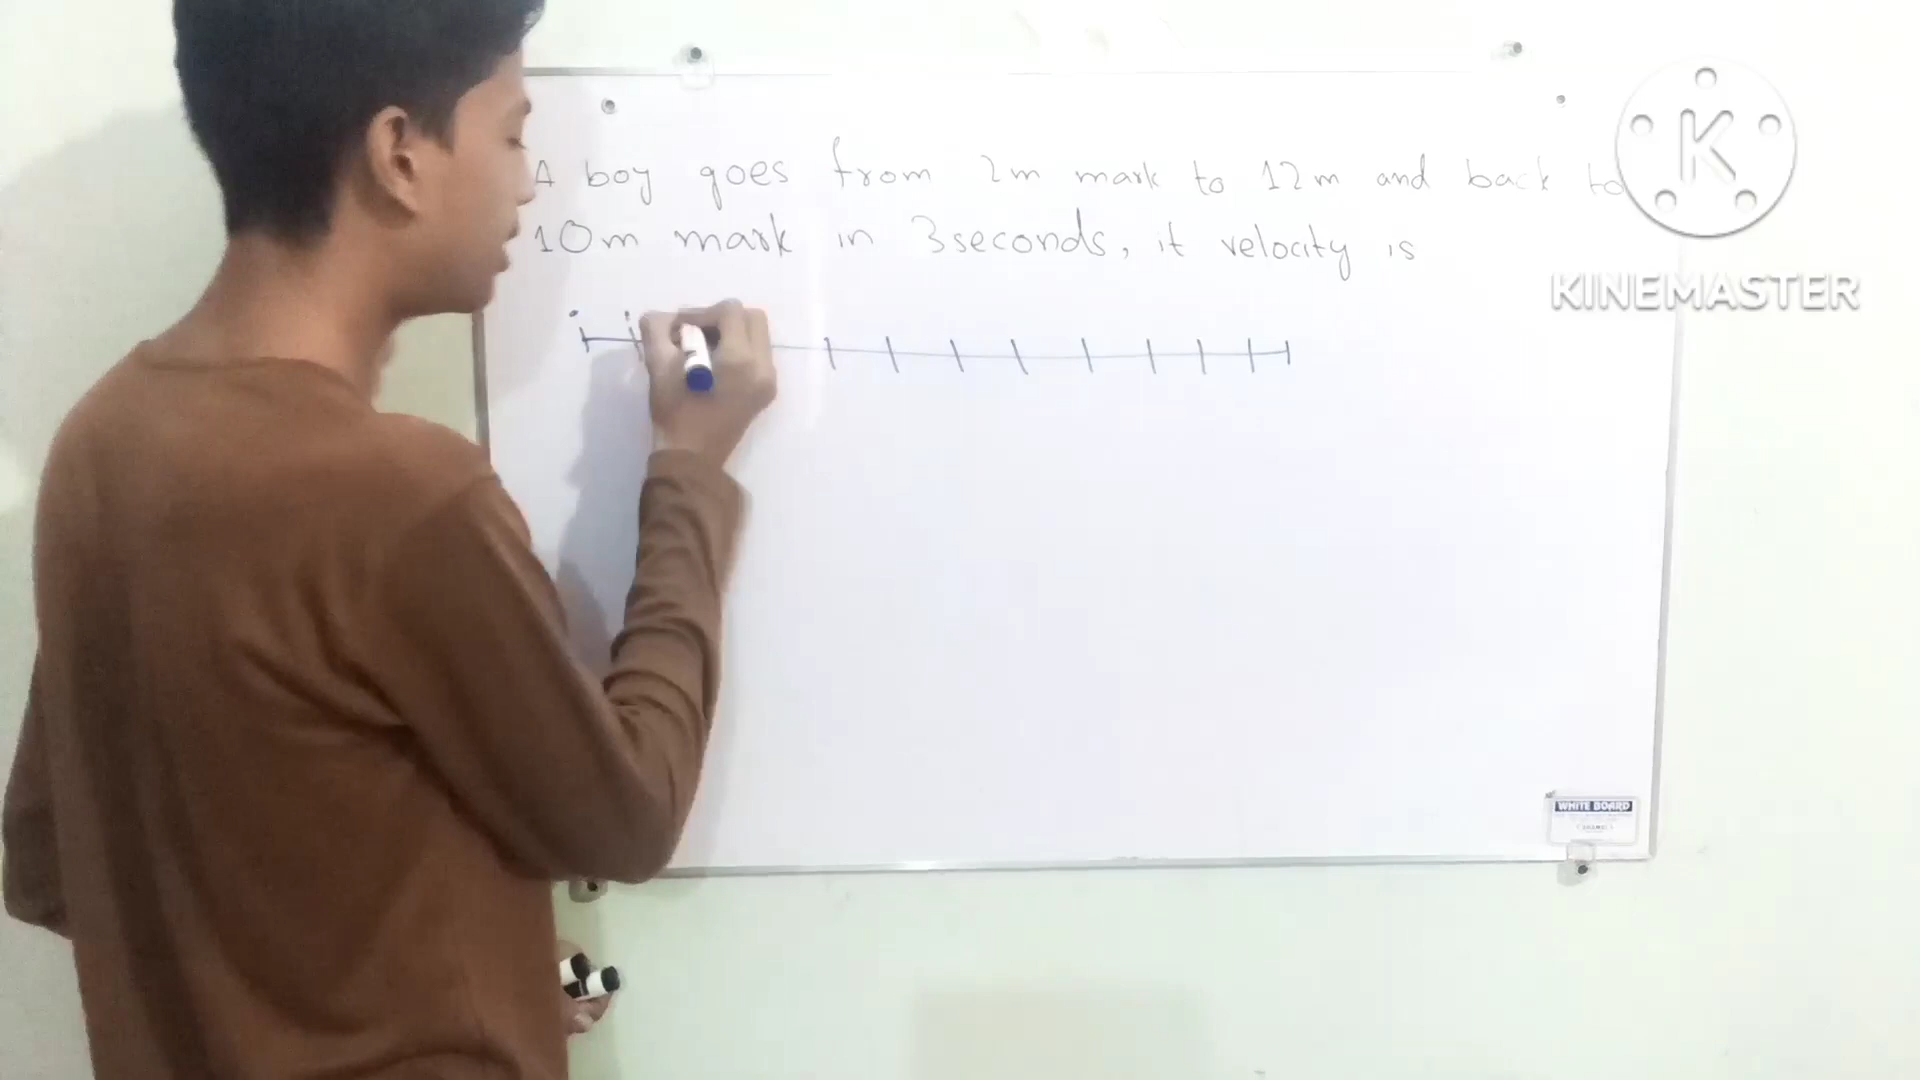 A boy goes from 2m mark to 12m and back to
10m mark in 3seconds, it velocity is
K
KINEMASTER
WHITE BOARD